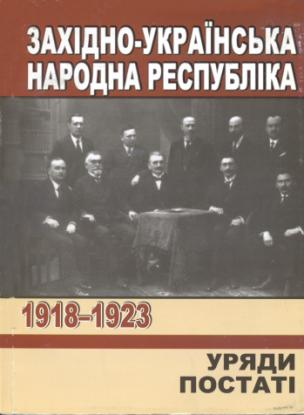 ЗАХІДНО-УКРАЇНСЬКА
НАРОДНА РЕСПУБЛІКА
1918–1923
УРЯДИ
ПОСТАТІ